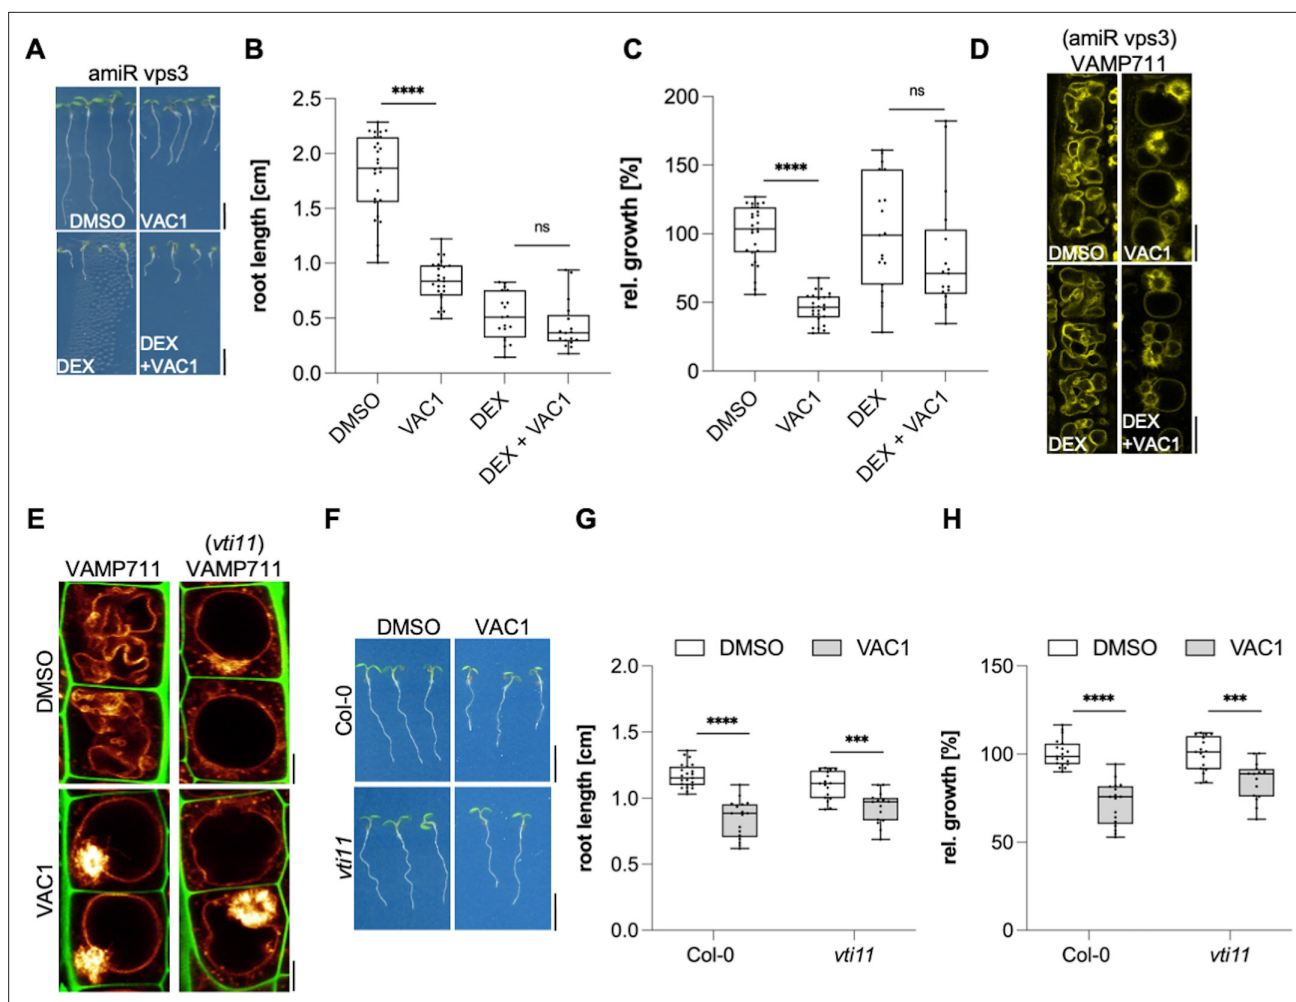 A
amiR vps3
DMSO
VAC1
DEX
DEX
+VAC1
B
root length [cm]
2.5
2.0
1.5
1.0
0.5
0.0
****
ns
DMSO
VAC1
DEX
DEX + VAC1
C
rel. growth [%]
200
150
100
50
0
****
ns
DMSO
VAC1
DEX
DEX + VAC1
D
(amiR vps3)
VAMP711
DMSO
VAC1
DEX
DEX
+VAC1
E
VAMP711
(vti11)
VAMP711
DMSO
VAC1
F
DMSO
VAC1
Col-0
vti11
G
DMSO
VAC1
root length [cm]
2.0
1.5
1.0
0.5
0.0
****
***
Col-0
vti11
H
DMSO
VAC1
rel. growth [%]
150
100
50
0
****
***
Col-0
vti11